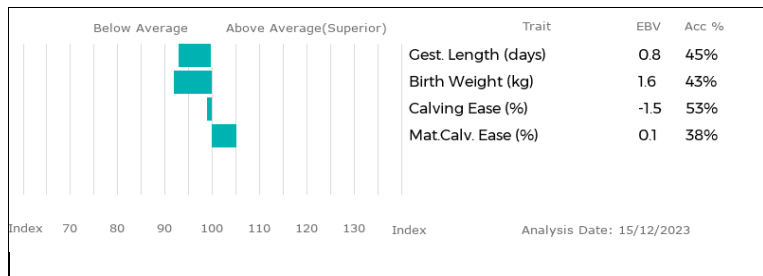 Below Average Above Average(Superior) Trait EBV Acc %
Gest. Length (days) 0.8 45%
Birth Weight (kg) 1.6 43%
Calving Ease (%) -1.5 53%
Mat.Calv. Ease (%) 0.1 38%
Index 70 80 90 100 110 120 130 Index Analysis Date: 15/12/2023